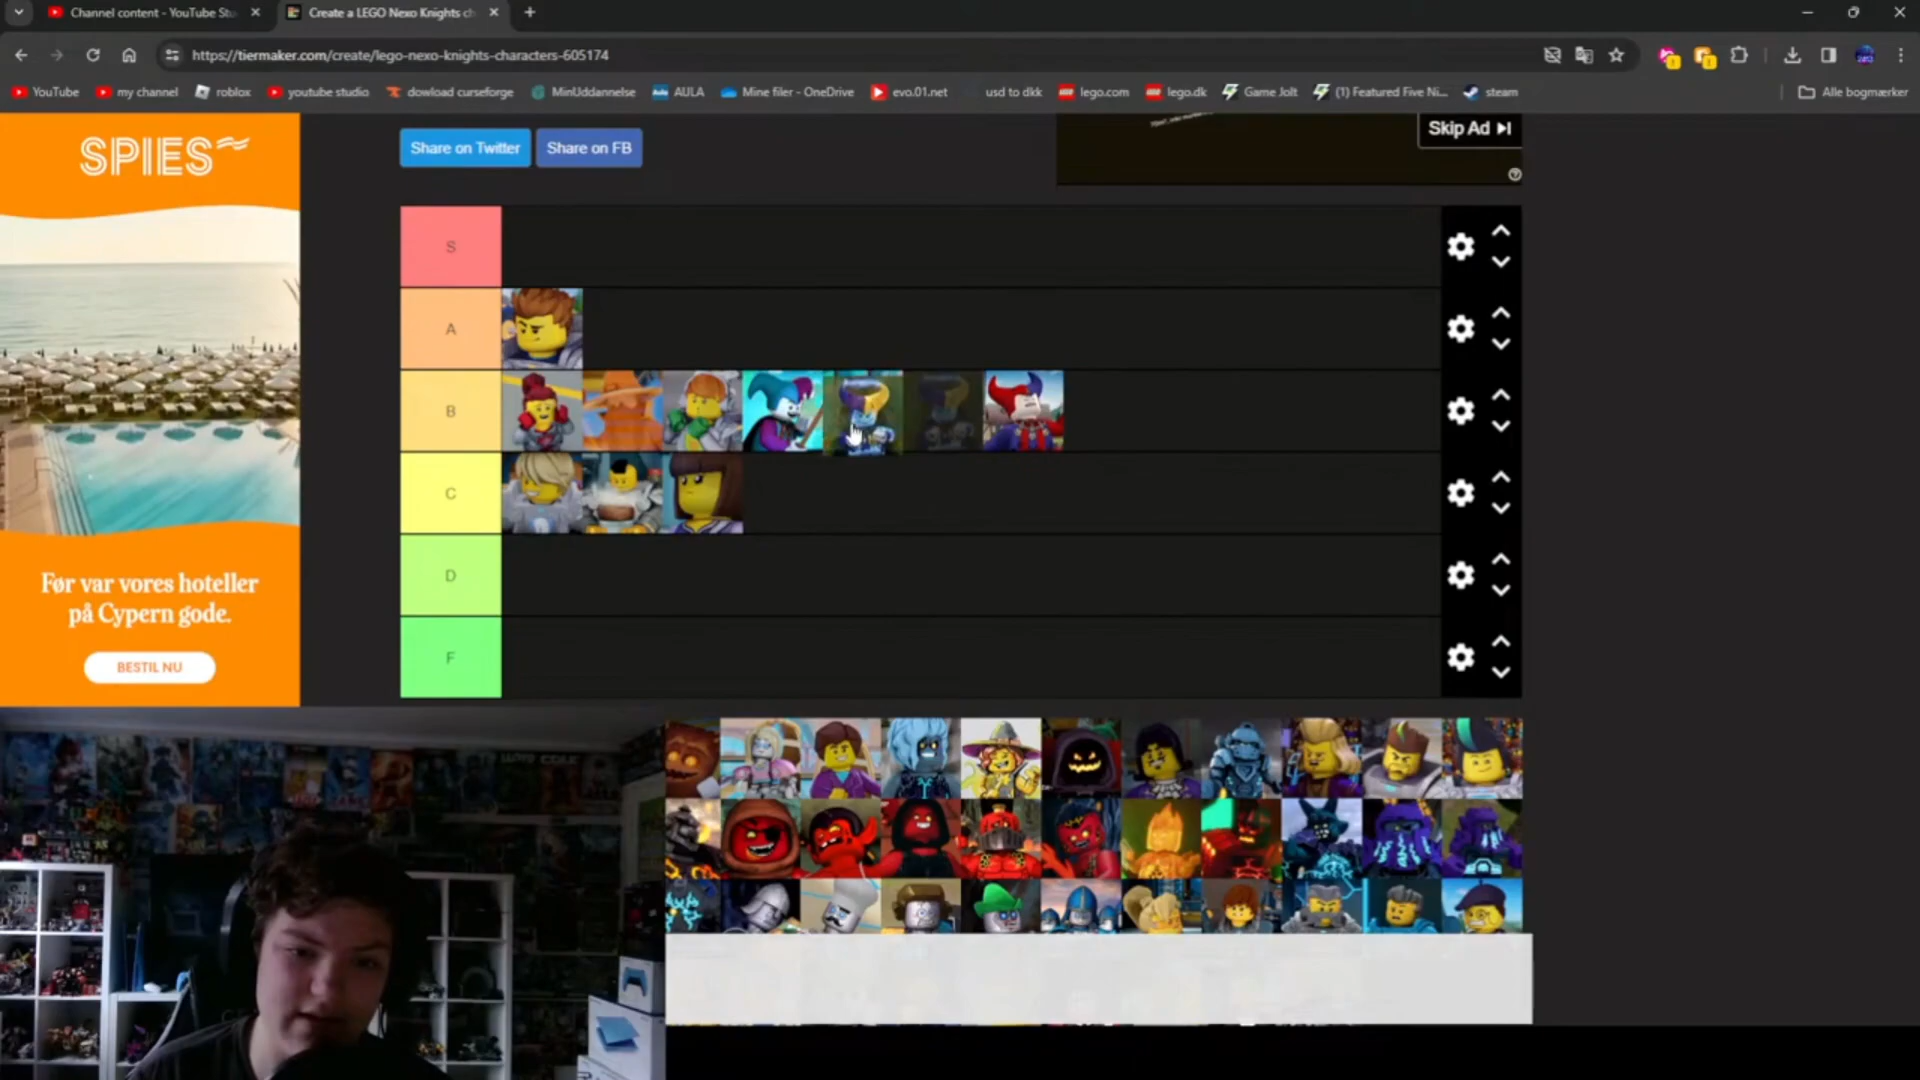 Channel content - YouTube Stu
Create a LEGO Nexo Knights ch
https://tiermaker.com/create/lego-nexo-knights-characters-605174
YouTube
my channel
roblox
youtube studio
dowload curseforge
MinUddannelse
AULA
Mine filer - OneDrive
evo.01.net
usd to dkk
lego.com
lego.dk
Game Jolt
(1) Featured Five Ni...
steam
Alle bogmærker
SPIES
Før var vores hoteller
på Cypern gode.
BESTIL NU
Share on Twitter
Share on FB
Skip Ad
S
A
B
C
D
F